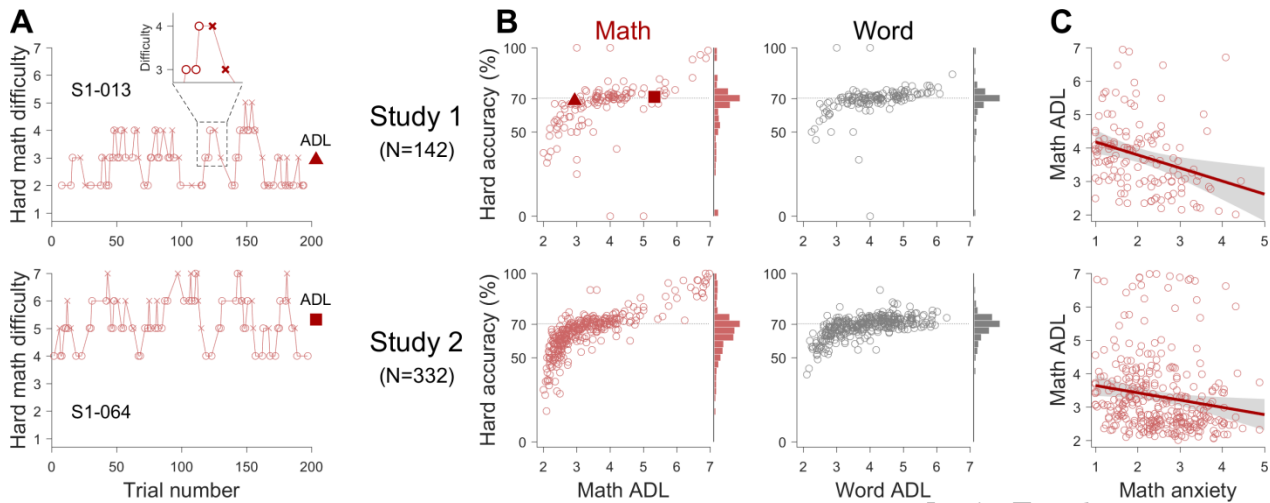 A
B
C
Math
Word
Difficulty
4
3
S1-013
ADL
Hard math difficulty
7
6
5
4
3
2
1
0 50 100 150 200
Study 1
(N=142)
Hard accuracy (%)
100
70
50
0
2 3 4 5 6 7
100
70
50
0
2 3 4 5 6 7
Math ADL
7
6
5
4
3
2
1 2 3 4 5
Hard math difficulty
7
6
5
4
3
2
1
ADL
S1-064
0 50 100 150 200
Trial number
Study 2
(N=332)
Hard accuracy (%)
100
70
50
0
2 3 4 5 6 7
Math ADL
100
70
50
0
2 3 4 5 6 7
Word ADL
Math ADL
7
6
5
4
3
2
1 2 3 4 5
Math anxiety